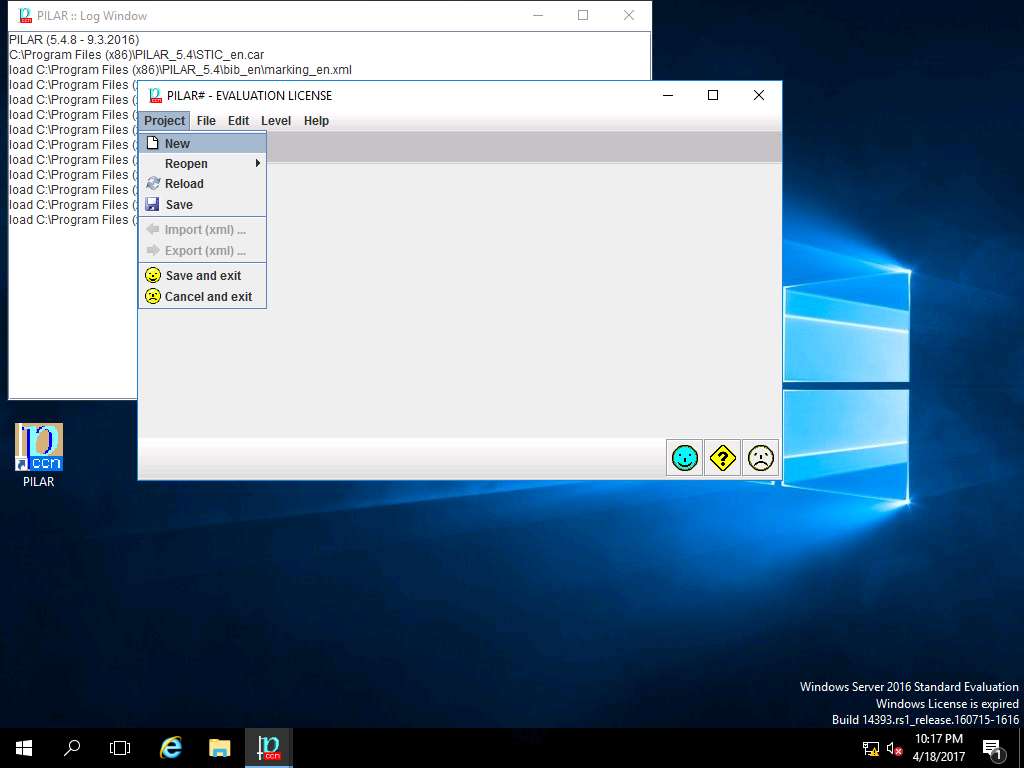 PILAR :: Log Window
PILAR (5.4.8 - 9.3.2016)
C:\Program Files (x86)\PILAR_5.4\STIC_en.car
load C:\Program Files (x86)\PILAR_5.4\bib_en\marking_en.xml
load C:\Program Files (
load C:\Program Files (
load C:\Program Files (
load C:\Program Files (
load C:\Program Files (
load C:\Program Files (
load C:\Program Files (
load C:\Program Files (
load C:\Program Files (
load C:\Program Files (
PILAR# - EVALUATION LICENSE
Project File Edit Level Help
New
Reopen
Reload
Save
Import (xml) ...
Export (xml) ...
Save and exit
Cancel and exit
ccn
PILAR
Windows Server 2016 Standard Evaluation
Windows License is expired
Build 14393.rs1_release.160715-1616
ccn
10:17 PM
4/18/2017
1